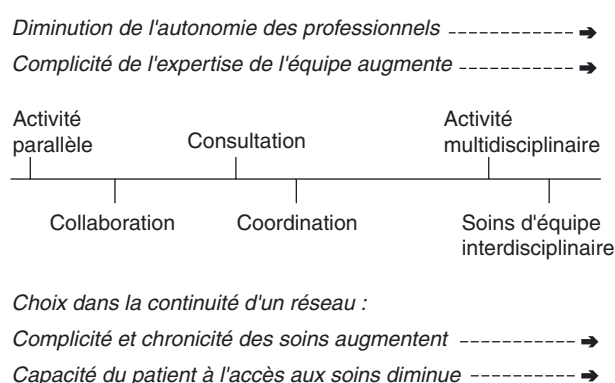 Diminution de l'autonomie des professionnels
Complicité de l'expertise de l'équipe augmente
Activité
parallèle
Consultation
Activité
multidisciplinaire
Collaboration
Coordination
Soins d'équipe
interdisciplinaire
Choix dans la continuité d'un réseau :
Complicité et chronicité des soins augmentent
Capacité du patient à l'accès aux soins diminue